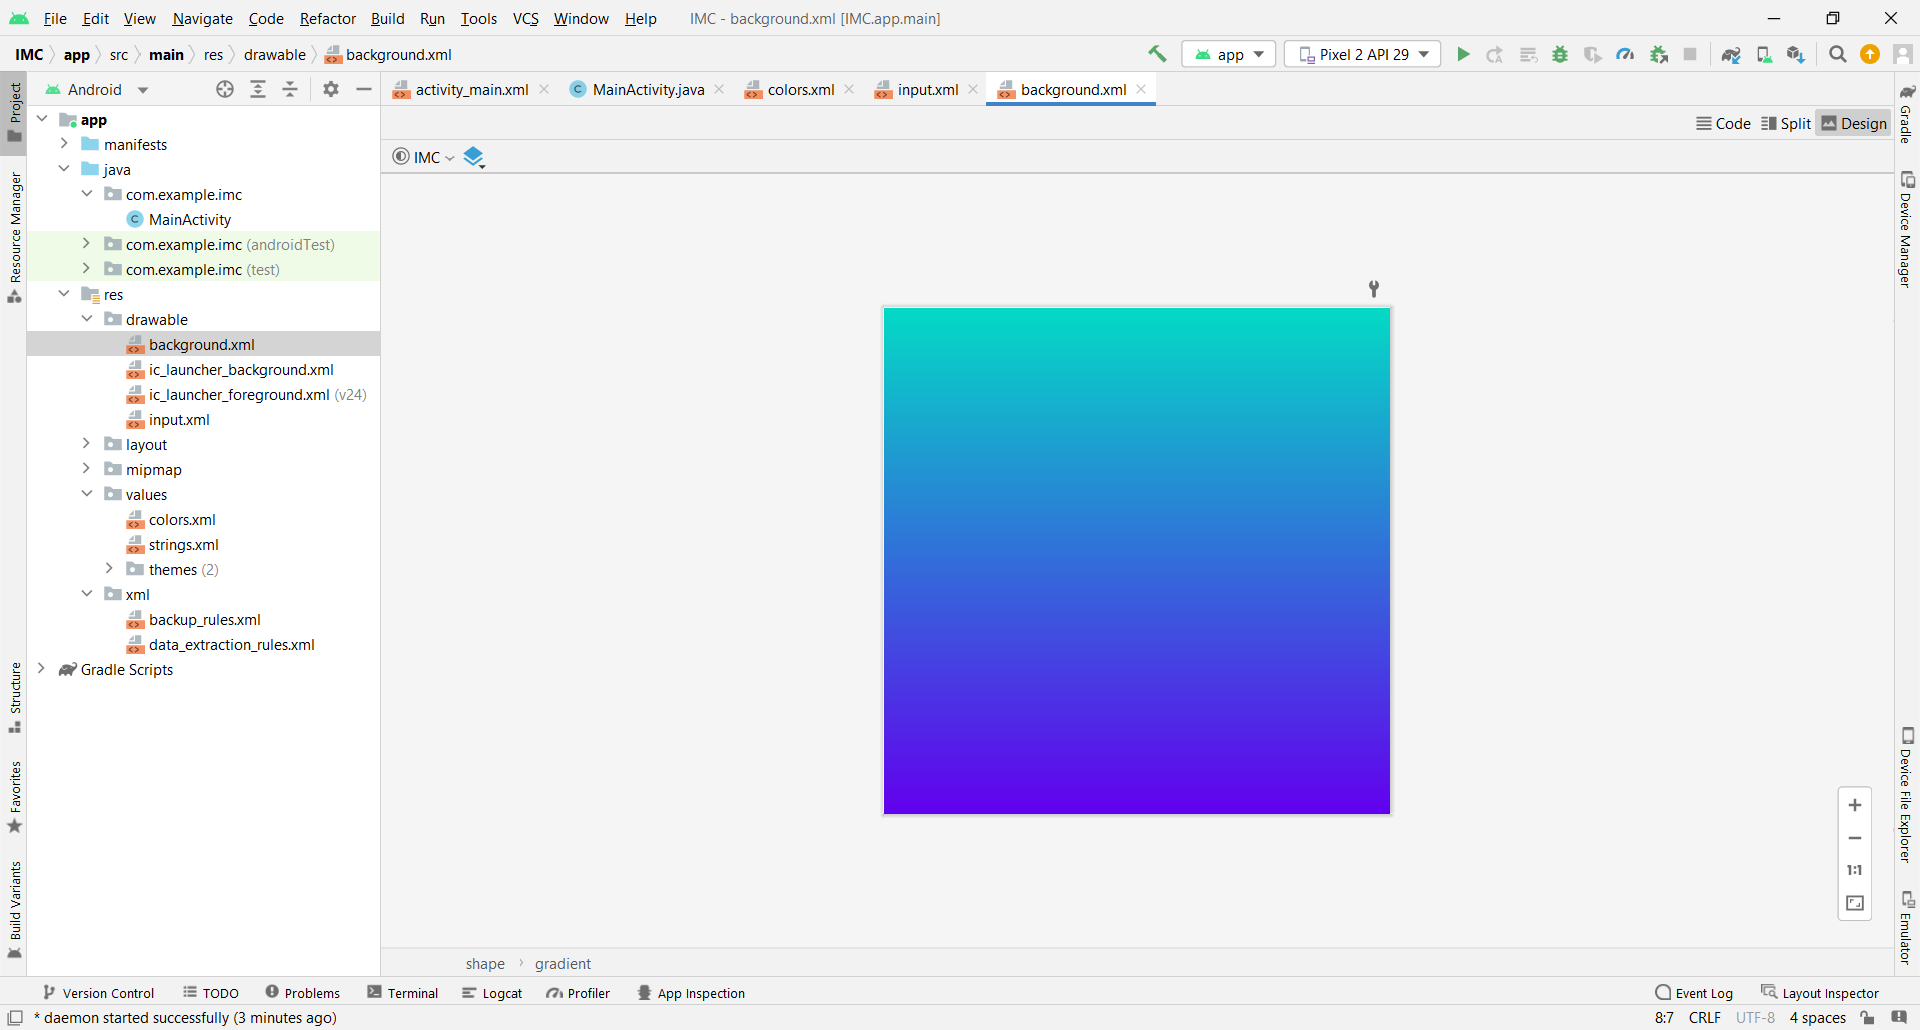 File Edit View Navigate Code Refactor Build Run Tools VCS Window Help IMC - background.xml [IMC.app.main]
IMC app src main res drawable background.xml app Pixel 2 API 29
Android activity_main.xml MainActivity.java colors.xml input.xml background.xml
Code Split Design
IMC
app
manifests
java
com.example.imc
MainActivity
com.example.imc (androidTest)
com.example.imc (test)
res
drawable
background.xml
ic_launcher_background.xml
ic_launcher_foreground.xml (v24)
input.xml
layout
mipmap
values
colors.xml
strings.xml
themes (2)
xml
backup_rules.xml
data_extraction_rules.xml
Gradle Scripts
Project
Resource Manager
Structure
Favorites
Build Variants
Gradle
Device Manager
Device File Explorer
Emulator
1:1
shape gradient
Version Control TODO Problems Terminal Logcat Profiler App Inspection Event Log Layout Inspector
* daemon started successfully (3 minutes ago) 8:7 CRLF UTF-8 4 spaces